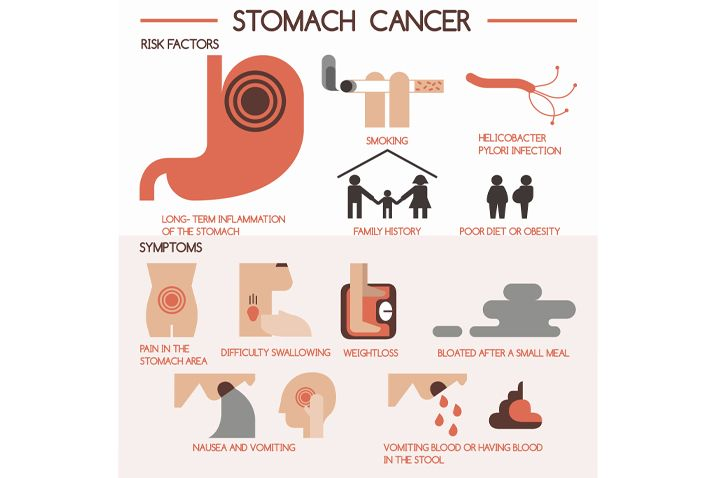 STOMACH CANCER
RISK FACTORS
SMOKING
HELICOBACTER
PYLORI INFECTION
LONG- TERM INFLAMMATION
OF THE STOMACH
FAMILY HISTORY
POOR DIET OR OBESITY
SYMPTOMS
PAIN IN THE
STOMACH AREA
DIFFICULTY SWALLOWING
WEIGHTLOSS
BLOATED AFTER A SMALL MEAL
NAUSEA AND VOMITING
VOMITING BLOOD OR HAVING BLOOD
IN THE STOOL